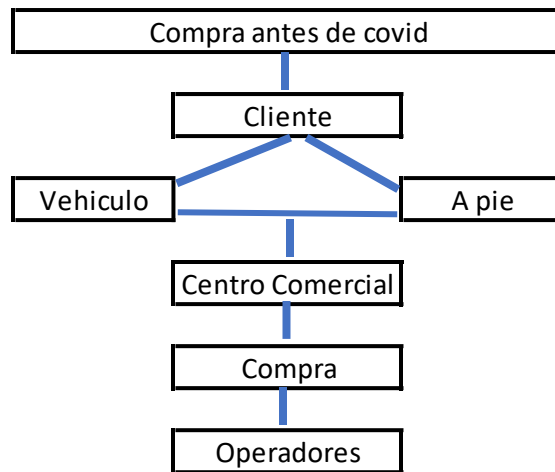 Compra antes de covid
Cliente
Vehiculo
A pie
Centro Comercial
Compra
Operadores